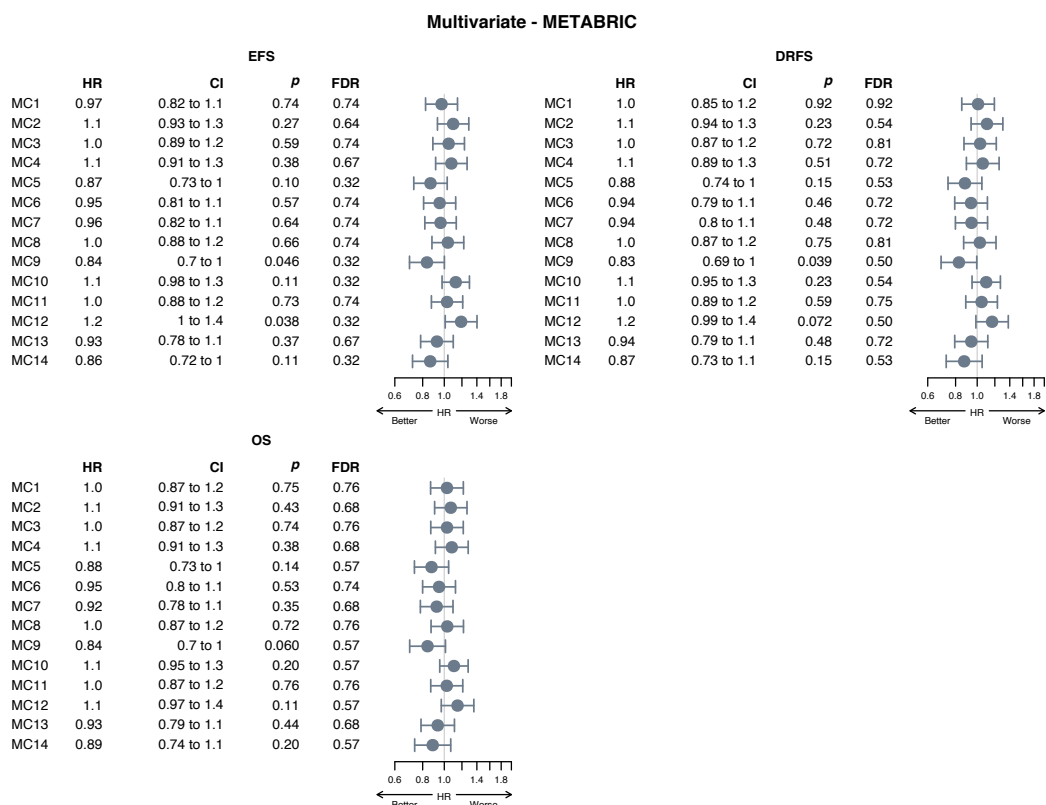 Multivariate - METABRIC
EFS
HR CI p FDR
MC1 0.97 0.82 to 1.1 0.74 0.74
MC2 1.1 0.93 to 1.3 0.27 0.64
MC3 1.0 0.89 to 1.2 0.59 0.74
MC4 1.1 0.91 to 1.3 0.38 0.67
MC5 0.87 0.73 to 1 0.10 0.32
MC6 0.95 0.81 to 1.1 0.57 0.74
MC7 0.96 0.82 to 1.1 0.64 0.74
MC8 1.0 0.88 to 1.2 0.66 0.74
MC9 0.84 0.7 to 1 0.046 0.32
MC10 1.1 0.98 to 1.3 0.11 0.32
MC11 1.0 0.88 to 1.2 0.73 0.74
MC12 1.2 1 to 1.4 0.038 0.32
MC13 0.93 0.78 to 1.1 0.37 0.67
MC14 0.86 0.72 to 1 0.11 0.32
0.6 0.8 1.0 1.4 1.8
HR
Better Worse
DRFS
HR CI p FDR
MC1 1.0 0.85 to 1.2 0.92 0.92
MC2 1.1 0.94 to 1.3 0.23 0.54
MC3 1.0 0.87 to 1.2 0.72 0.81
MC4 1.1 0.89 to 1.3 0.51 0.72
MC5 0.88 0.74 to 1 0.15 0.53
MC6 0.94 0.79 to 1.1 0.46 0.72
MC7 0.94 0.8 to 1.1 0.48 0.72
MC8 1.0 0.87 to 1.2 0.75 0.81
MC9 0.83 0.69 to 1 0.039 0.50
MC10 1.1 0.95 to 1.3 0.23 0.54
MC11 1.0 0.89 to 1.2 0.59 0.75
MC12 1.2 0.99 to 1.4 0.072 0.50
MC13 0.94 0.79 to 1.1 0.48 0.72
MC14 0.87 0.73 to 1.1 0.15 0.53
0.6 0.8 1.0 1.4 1.8
HR
Better Worse
OS
HR CI p FDR
MC1 1.0 0.87 to 1.2 0.75 0.76
MC2 1.1 0.91 to 1.3 0.43 0.68
MC3 1.0 0.87 to 1.2 0.74 0.76
MC4 1.1 0.91 to 1.3 0.38 0.68
MC5 0.88 0.73 to 1 0.14 0.57
MC6 0.95 0.8 to 1.1 0.53 0.74
MC7 0.92 0.78 to 1.1 0.35 0.68
MC8 1.0 0.87 to 1.2 0.72 0.76
MC9 0.84 0.7 to 1 0.060 0.57
MC10 1.1 0.95 to 1.3 0.20 0.57
MC11 1.0 0.87 to 1.2 0.76 0.76
MC12 1.1 0.97 to 1.4 0.11 0.57
MC13 0.93 0.79 to 1.1 0.44 0.68
MC14 0.89 0.74 to 1.1 0.20 0.57
0.6 0.8 1.0 1.4 1.8
HR
Better Worse